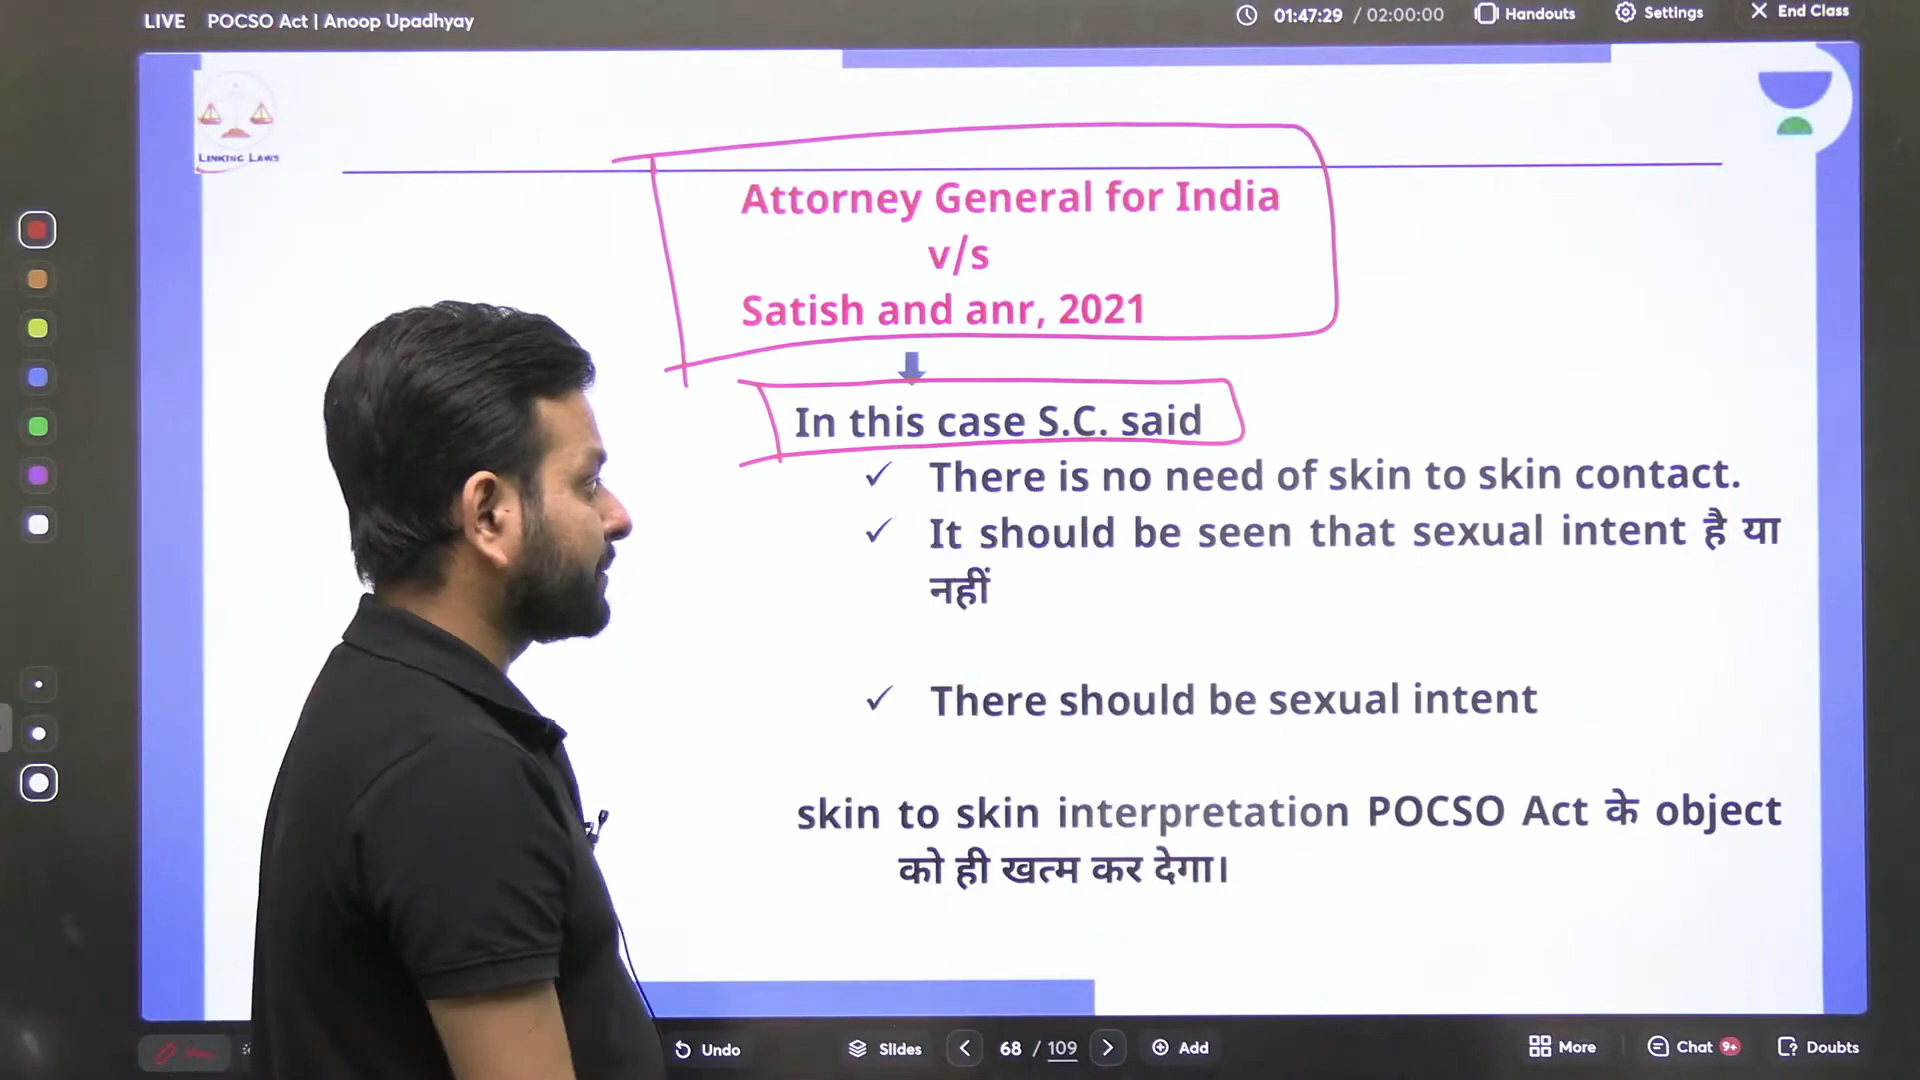 LIVE POCSO Act | Anoop Upadhyay
01:47:29 / 02:00:00 Handouts Settings End Class
LINKING LAWS
Attorney General for India
v/s
Satish and anr, 2021
In this case S.C. said
✓ There is no need of skin to skin contact.
✓ It should be seen that sexual intent है या
नहीं
✓ There should be sexual intent
skin to skin interpretation POCSO Act के object
को ही खत्म कर देगा।
Undo Slides 68 / 109 Add More Chat 9+ Doubts